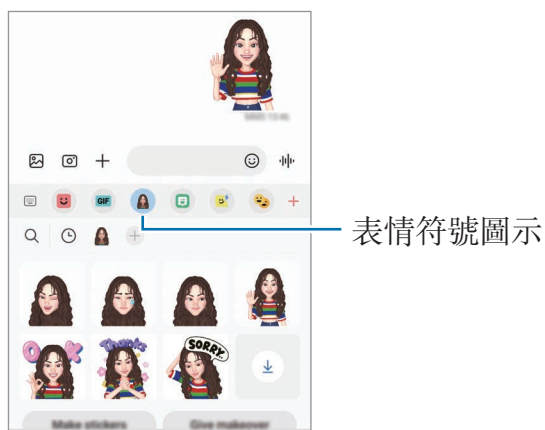 GIF
表情符號圖示
OK
Thanks
SORRY
Make stickers
Give makeover